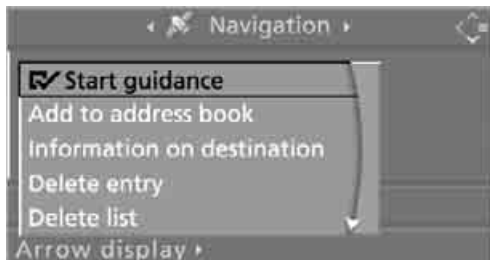 Navigation
Start guidance
Add to address book
Information on destination
Delete entry
Delete list
Arrow display